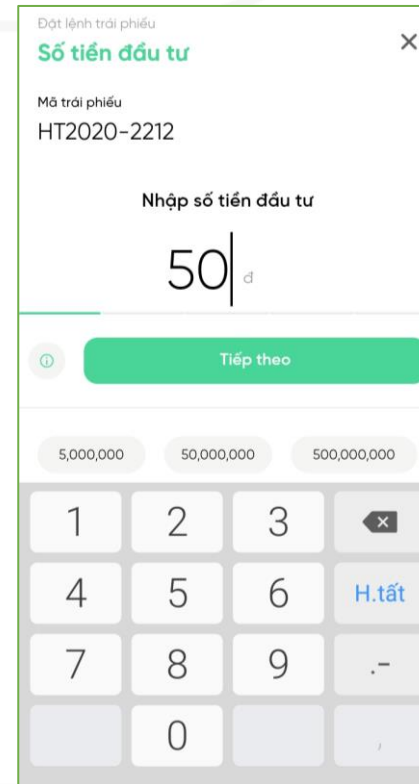 Đặt lệnh trái phiếu
Số tiền đầu tư
Mã trái phiếu
HT2020-2212
Nhập số tiền đầu tư
50 đ
Tiếp theo
5,000,000 50,000,000 500,000,000
1 2 3
4 5 6 H.tất
7 8 9 .-
0 ,